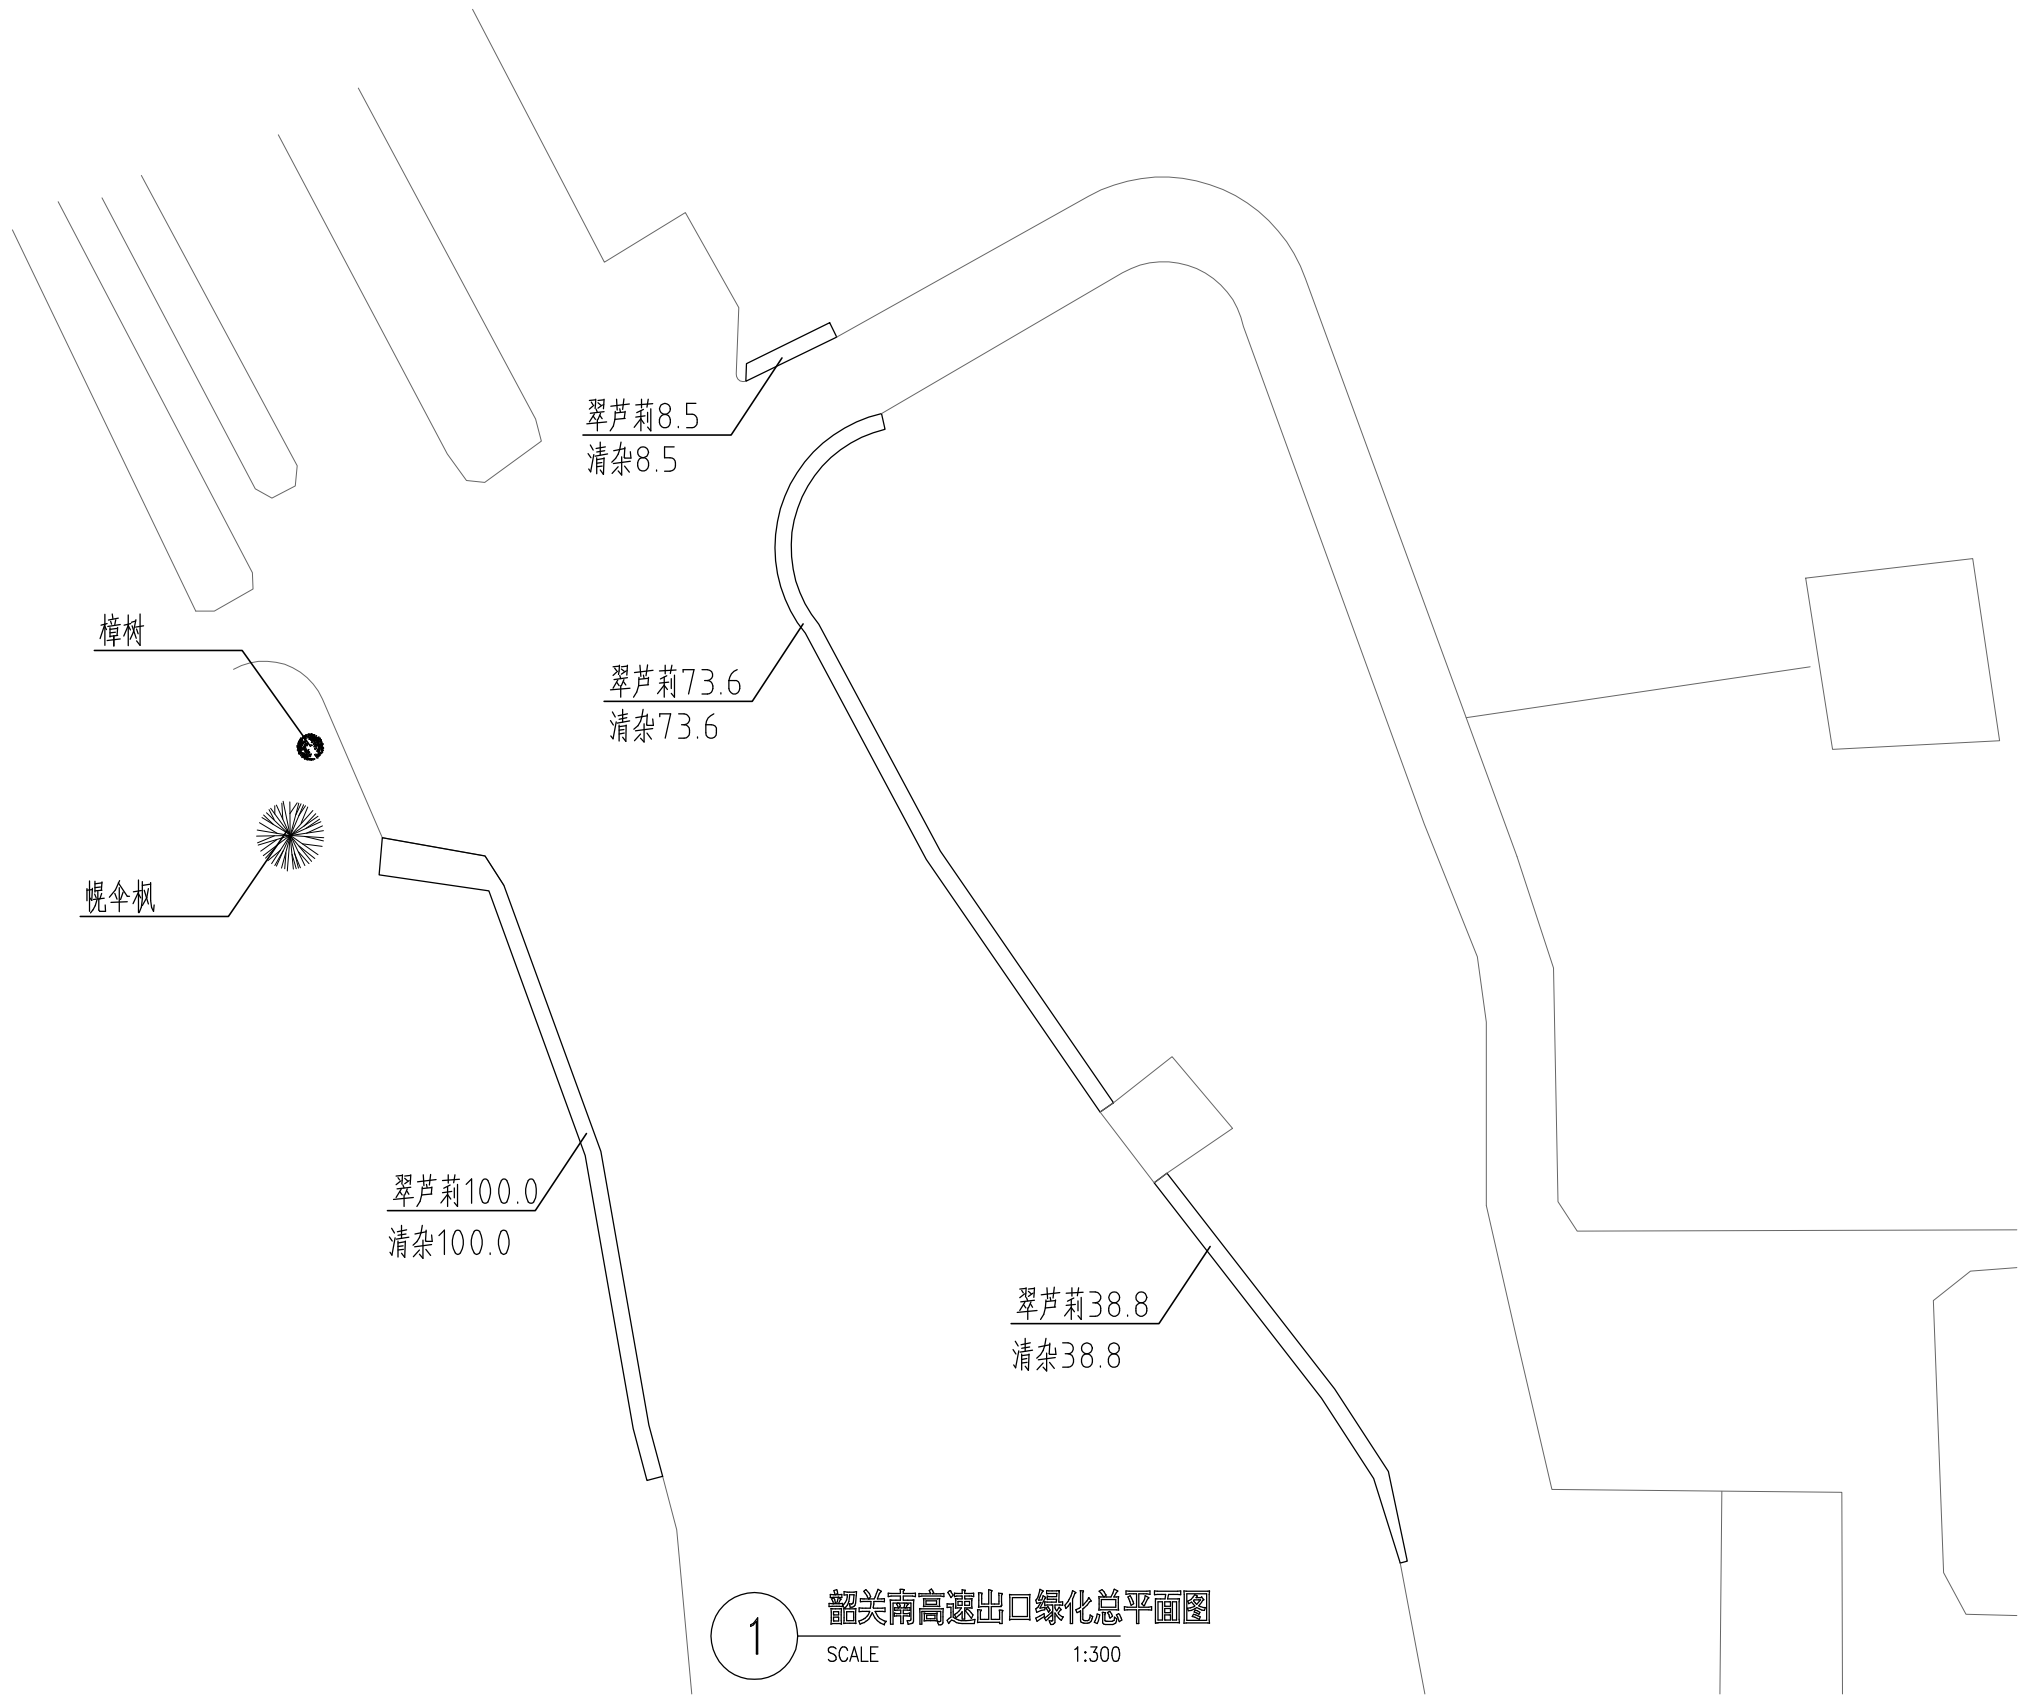 翠芦莉8.5
清杂8.5
樟树
翠芦莉73.6
清杂73.6
幌伞枫
翠芦莉100.0
清杂100.0
翠芦莉38.8
清杂38.8
1
韶关南高速出口绿化总平面图
SCALE 1:300